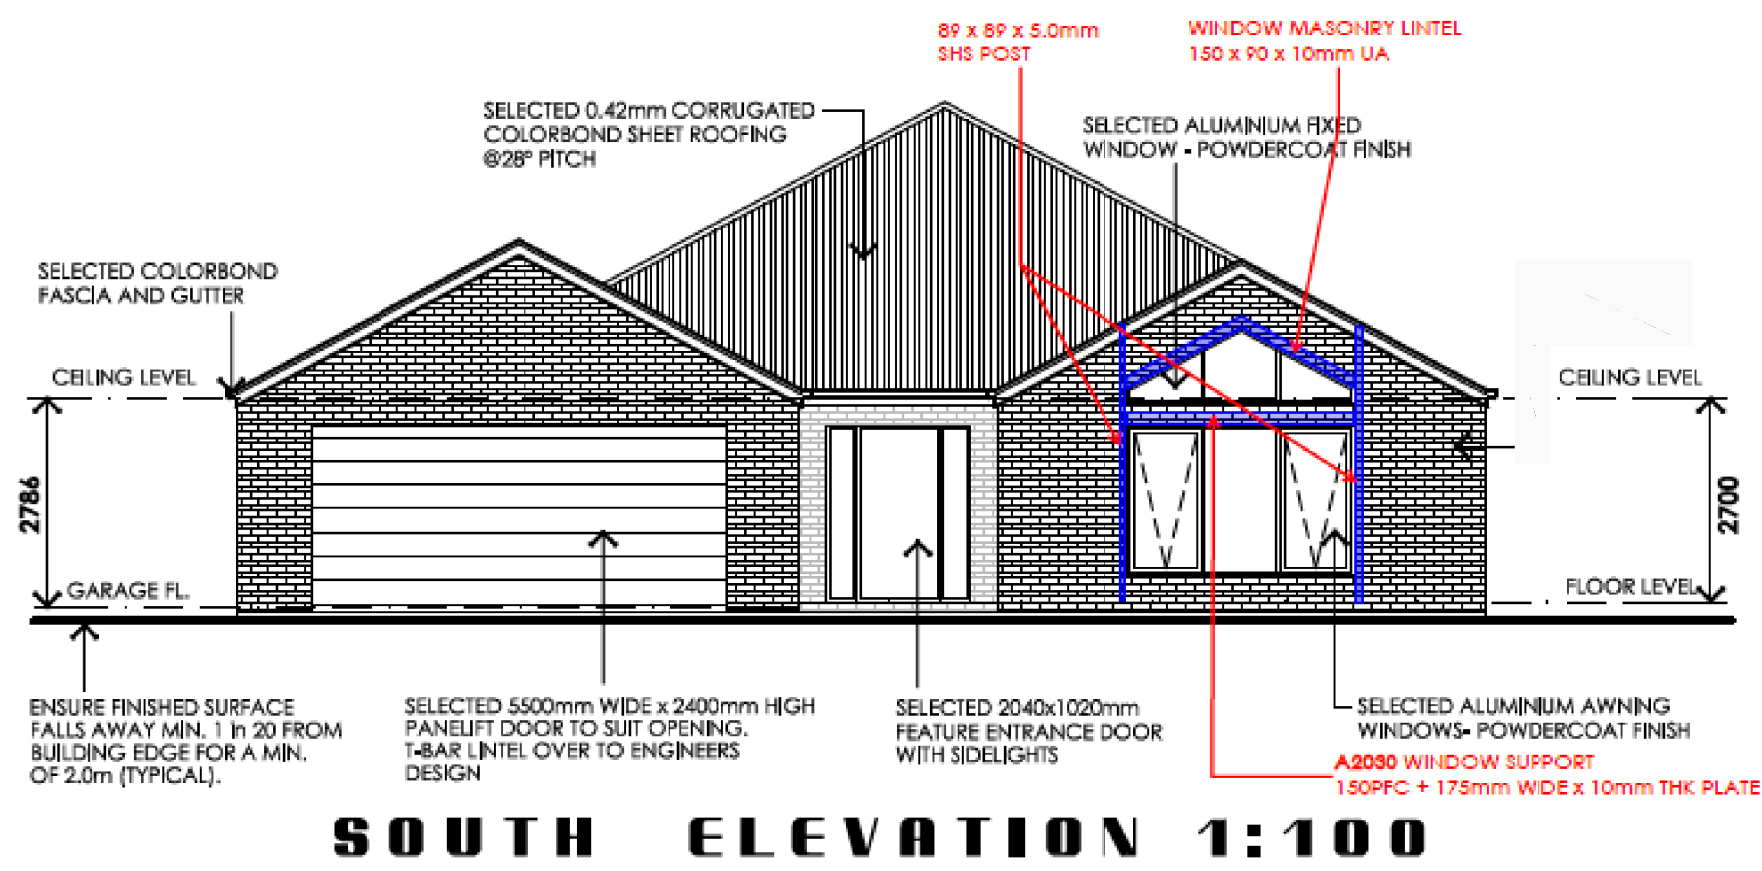 89 x 89 x 5.0mm
SHS POST
WINDOW MASONRY LINTEL
150 x 90 x 10mm UA
SELECTED 0.42mm CORRUGATED
COLORBOND SHEET ROOFING
@28° PITCH
SELECTED ALUMINIUM FIXED
WINDOW - POWDERCOAT FINISH
SELECTED COLORBOND
FASCIA AND GUTTER
CEILING LEVEL
CEILING LEVEL
2786
2700
GARAGE FL.
FLOOR LEVEL
ENSURE FINISHED SURFACE
FALLS AWAY MIN. 1 in 20 FROM
BUILDING EDGE FOR A MIN.
OF 2.0m (TYPICAL).
SELECTED 5500mm WIDE x 2400mm HIGH
PANELIFT DOOR TO SUIT OPENING.
T-BAR LINTEL OVER TO ENGINEERS
DESIGN
SELECTED 2040x1020mm
FEATURE ENTRANCE DOOR
WITH SIDELIGHTS
SELECTED ALUMINIUM AWNING
WINDOWS- POWDERCOAT FINISH
A2030 WINDOW SUPPORT
150PFC + 175mm WIDE x 10mm THK PLATE
SOUTH ELEVATION 1:100